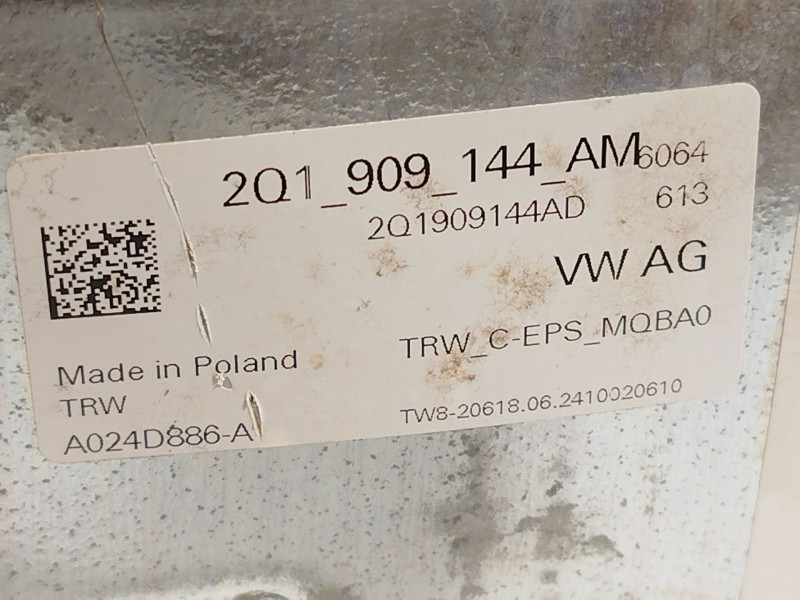 2Q1_909_144_AM 6064
2Q1909144AD 613
VW AG
TRW_C-EPS_MQBA0
Made in Poland
TRW
TW8-20618.06.2410020610
A024D886-A